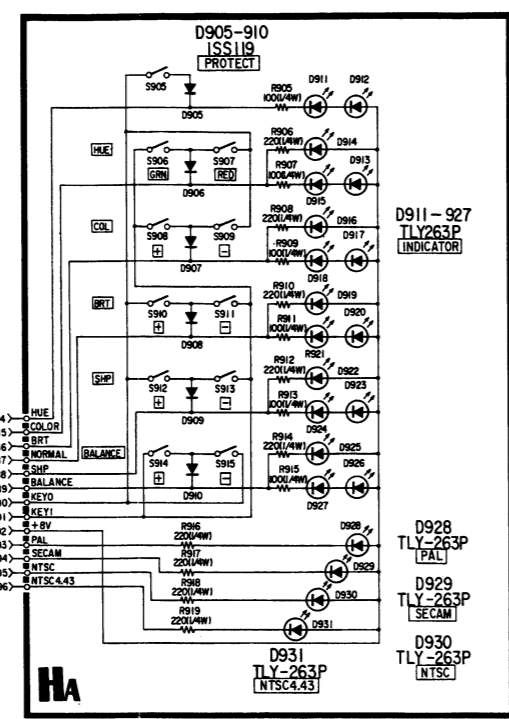 D905-910
1SS119
PROTECT
S905
D905
R905
100(1/4W)
D911
D912
HUE
S906
S907
GRN
RED
D906
R906
220(1/4W)
D914
R907
100(1/4W)
D913
D915
COL
S908
S909
+
−
D907
R908
220(1/4W)
D916
D917
R909
100(1/4W)
D918
D911-927
TLY263P
INDICATOR
BRT
S910
S911
+
−
D908
R910
220(1/4W)
D919
R911
100(1/4W)
D920
R921
SHP
S912
S913
+
−
D909
R912
220(1/4W)
D922
D923
R913
100(1/4W)
D924
BALANCE
S914
S915
+
−
D910
R914
220(1/4W)
D925
R915
100(1/4W)
D926
D927
HUE
COLOR
BRT
NORMAL
SHP
BALANCE
KEY0
KEY1
+8V
PAL
SECAM
NTSC
NTSC4.43
R916
220(1/4W)
D928
R917
220(1/4W)
D929
R918
220(1/4W)
D930
R919
220(1/4W)
D931
D928
TLY-263P
PAL
D929
TLY-263P
SECAM
D930
TLY-263P
NTSC
D931
TLY-263P
NTSC4.43
HA